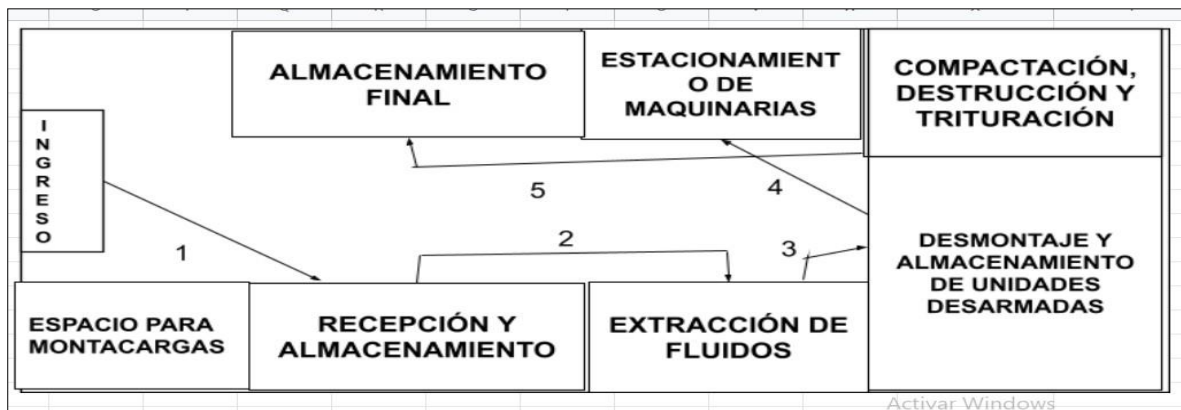 ALMACENAMIENTO
FINAL
ESTACIONAMIENT
O DE
MAQUINARIAS
COMPACTACIÓN,
DESTRUCCIÓN Y
TRITURACIÓN
I
N
G
R
E
S
O
5
4
1
2
3
DESMONTAJE Y
ALMACENAMIENTO
DE UNIDADES
DESARMADAS
ESPACIO PARA
MONTACARGAS
RECEPCIÓN Y
ALMACENAMIENTO
EXTRACCIÓN DE
FLUIDOS
Activar Windows